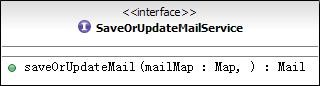 <<interface>>
I SaveOrUpdateMailService
saveOrUpdateMail(mailMap : Map, ) : Mail